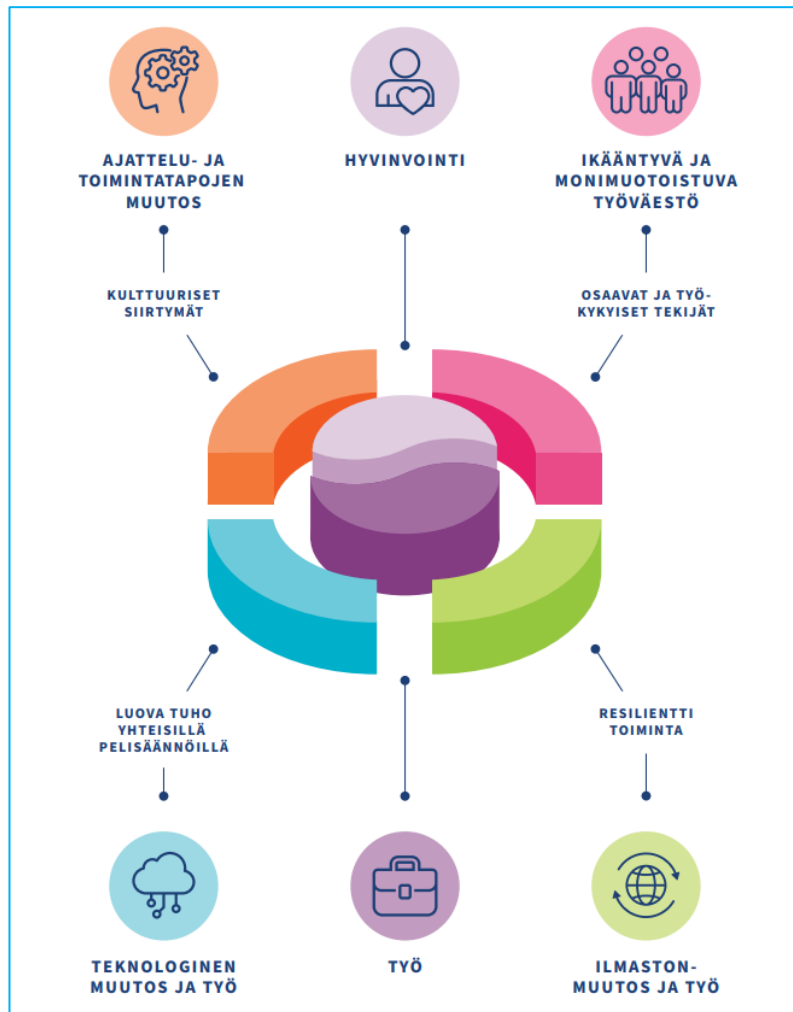 AJATTELU- JA
TOIMINTATAPOJEN
MUUTOS
HYVINVOINTI
IKÄÄNTYVÄ JA
MONIMUOTOISTUVA
TYÖVÄESTÖ
KULTTUURISET
SIIRTYMÄT
OSAAVAT JA TYÖ-
KYKYISET TEKIJÄT
LUOVA TUHO
YHTEISILLÄ
PELISÄÄNNÖILLÄ
RESILIENTTI
TOIMINTA
TEKNOLOGINEN
MUUTOS JA TYÖ
TYÖ
ILMASTON-
MUUTOS JA TYÖ